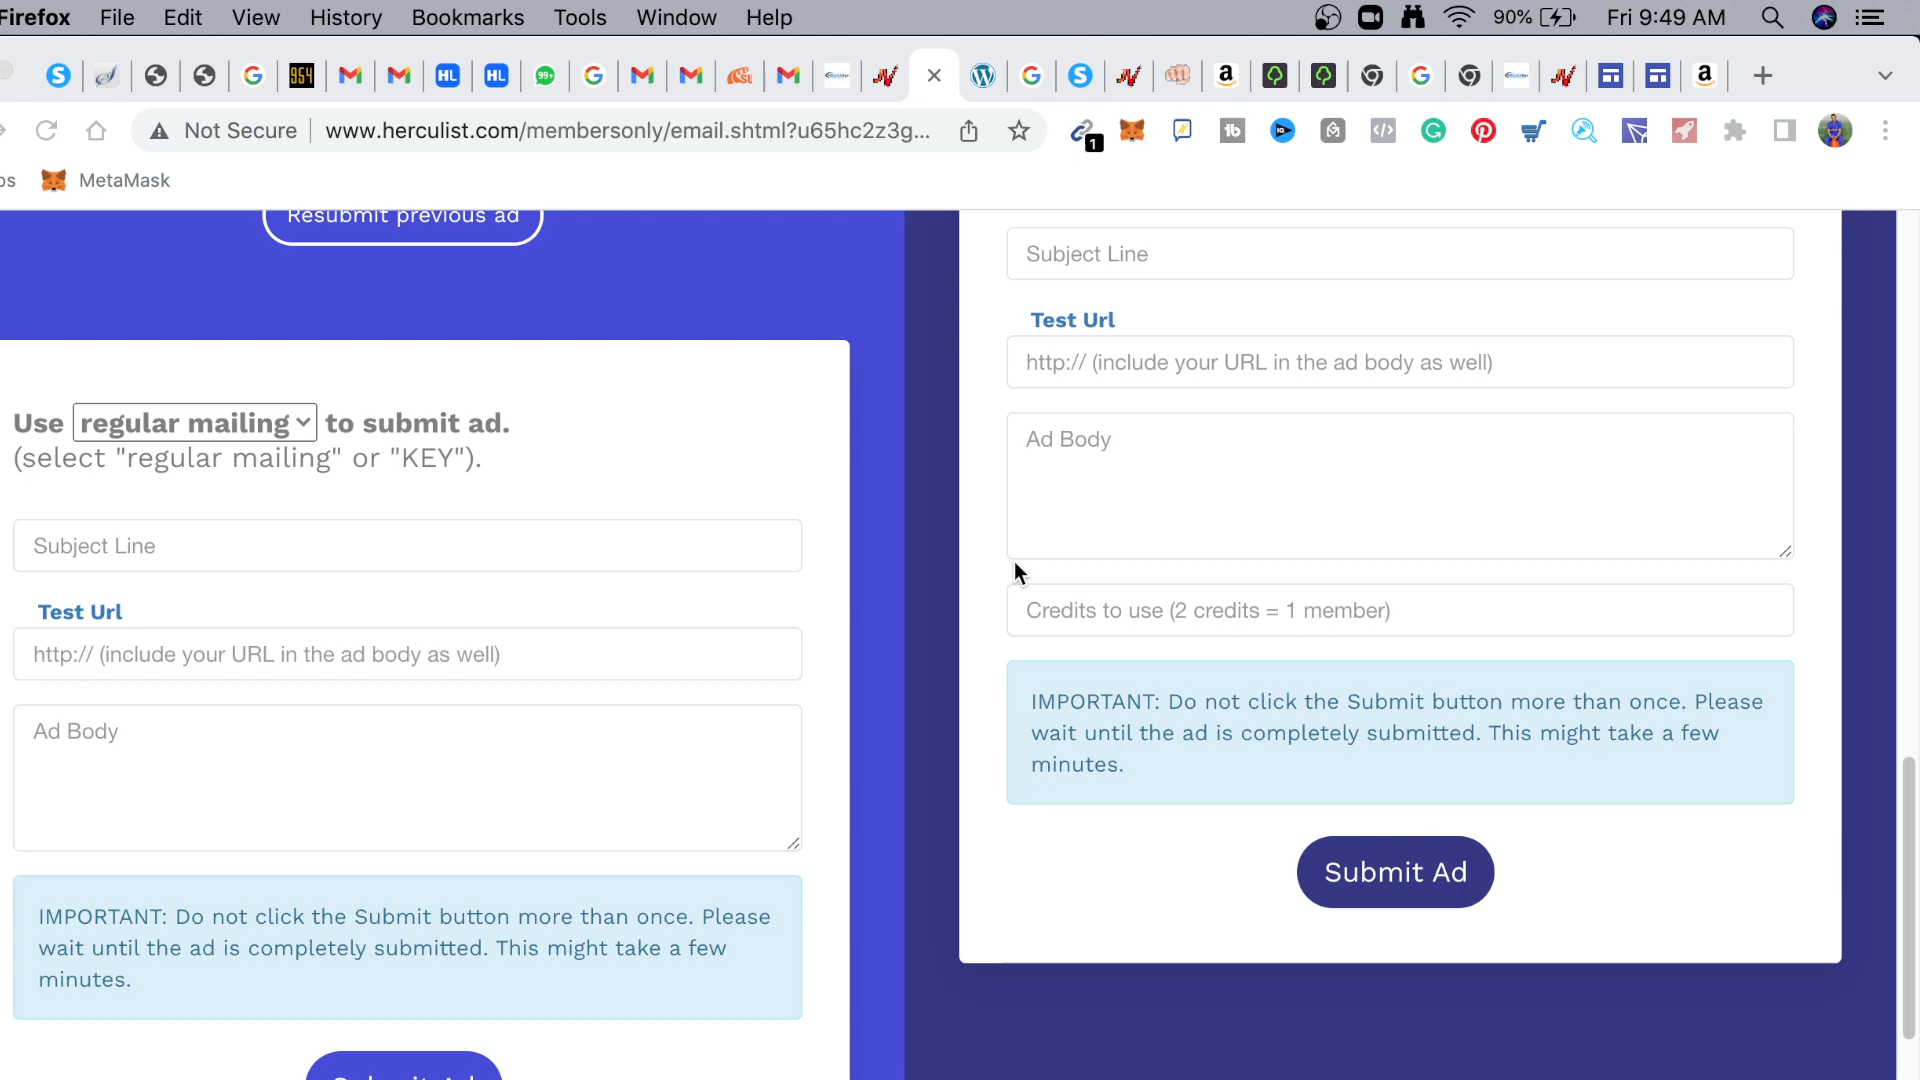 Firefox File Edit View History Bookmarks Tools Window Help 90% Fri 9:49 AM
Not Secure www.herculist.com/membersonly/email.shtml?u65hc2z3g... 1
ps MetaMask
Resubmit previous ad
Use regular mailing to submit ad.
(select "regular mailing" or "KEY").
Subject Line
Test Url
http:// (include your URL in the ad body as well)
Ad Body
IMPORTANT: Do not click the Submit button more than once. Please
wait until the ad is completely submitted. This might take a few
minutes.
Submit Ad
Subject Line
Test Url
http:// (include your URL in the ad body as well)
Ad Body
Credits to use (2 credits = 1 member)
IMPORTANT: Do not click the Submit button more than once. Please
wait until the ad is completely submitted. This might take a few
minutes.
Submit Ad